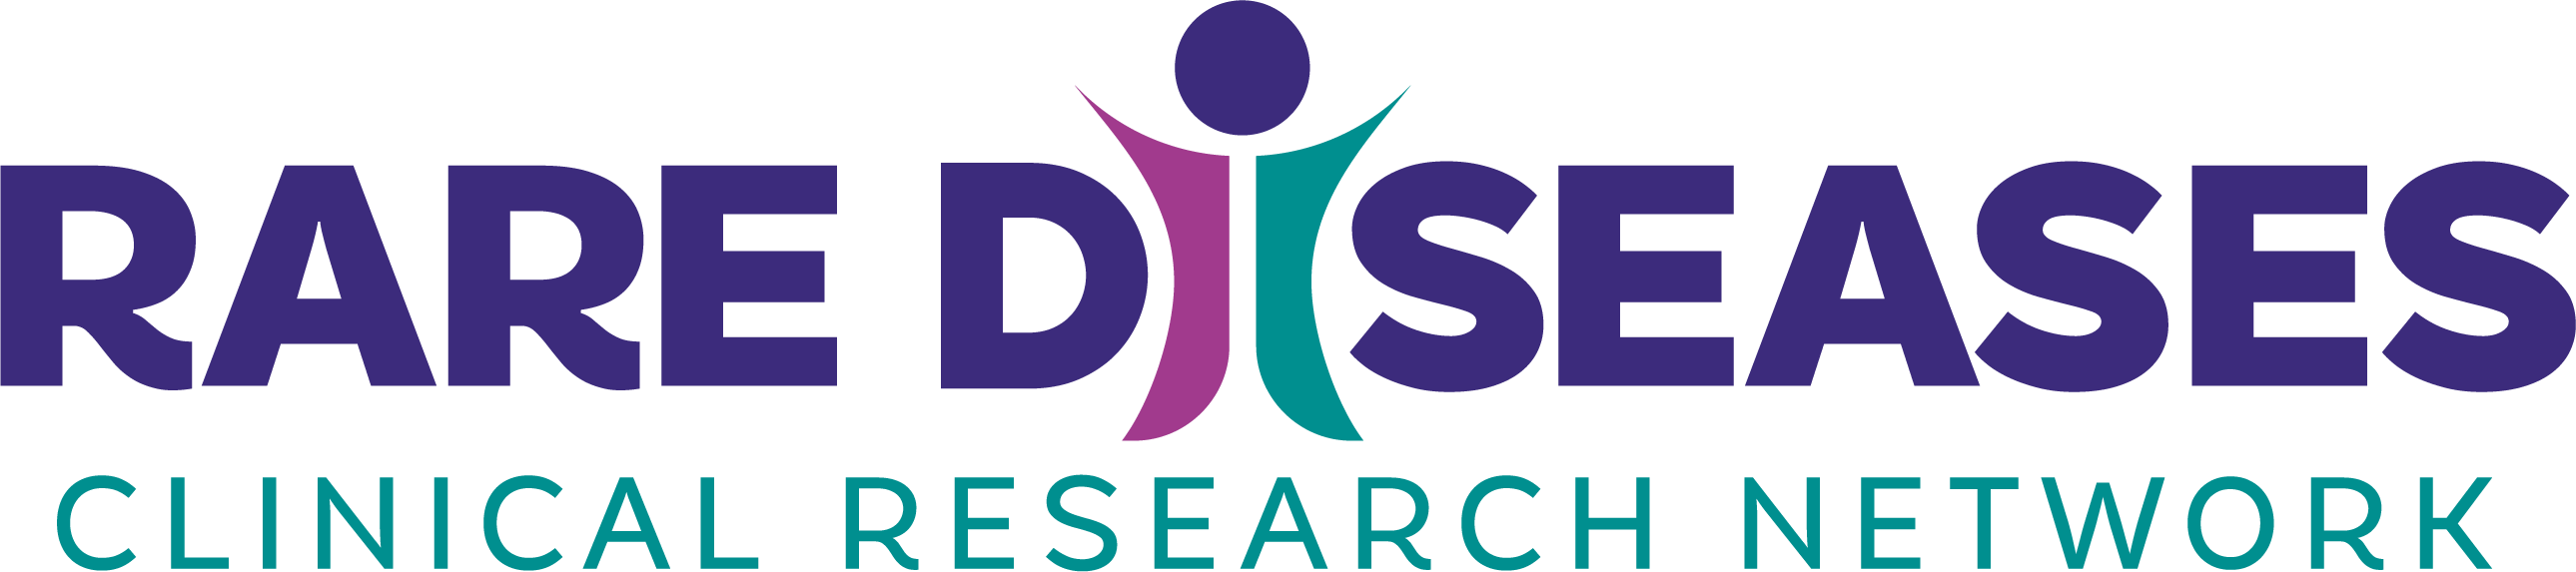 RARE DISEASES
CLINICAL RESEARCH NETWORK